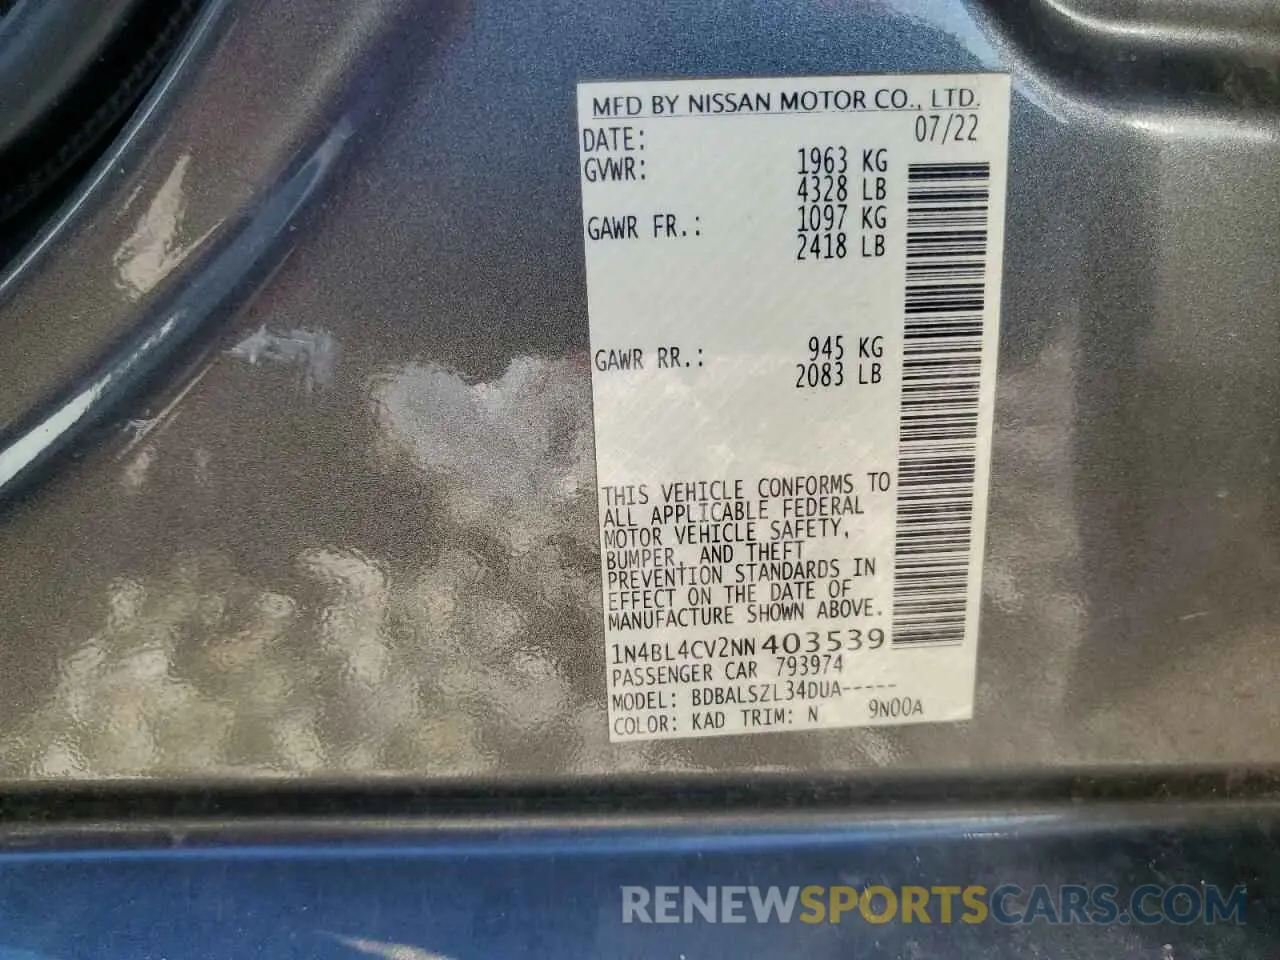 MFD BY NISSAN MOTOR CO., LTD.
DATE: 07/22
GVWR: 1963 KG
4328 LB
GAWR FR.: 1097 KG
2418 LB
GAWR RR.: 945 KG
2083 LB
THIS VEHICLE CONFORMS TO
ALL APPLICABLE FEDERAL
MOTOR VEHICLE SAFETY,
BUMPER, AND THEFT
PREVENTION STANDARDS IN
EFFECT ON THE DATE OF
MANUFACTURE SHOWN ABOVE.
1N4BL4CV2NN403539
PASSENGER CAR 793974
MODEL: BDBALSZL34DUA-----
COLOR: KAD TRIM: N 9N00A
RENEWSPORTSCARS.COM